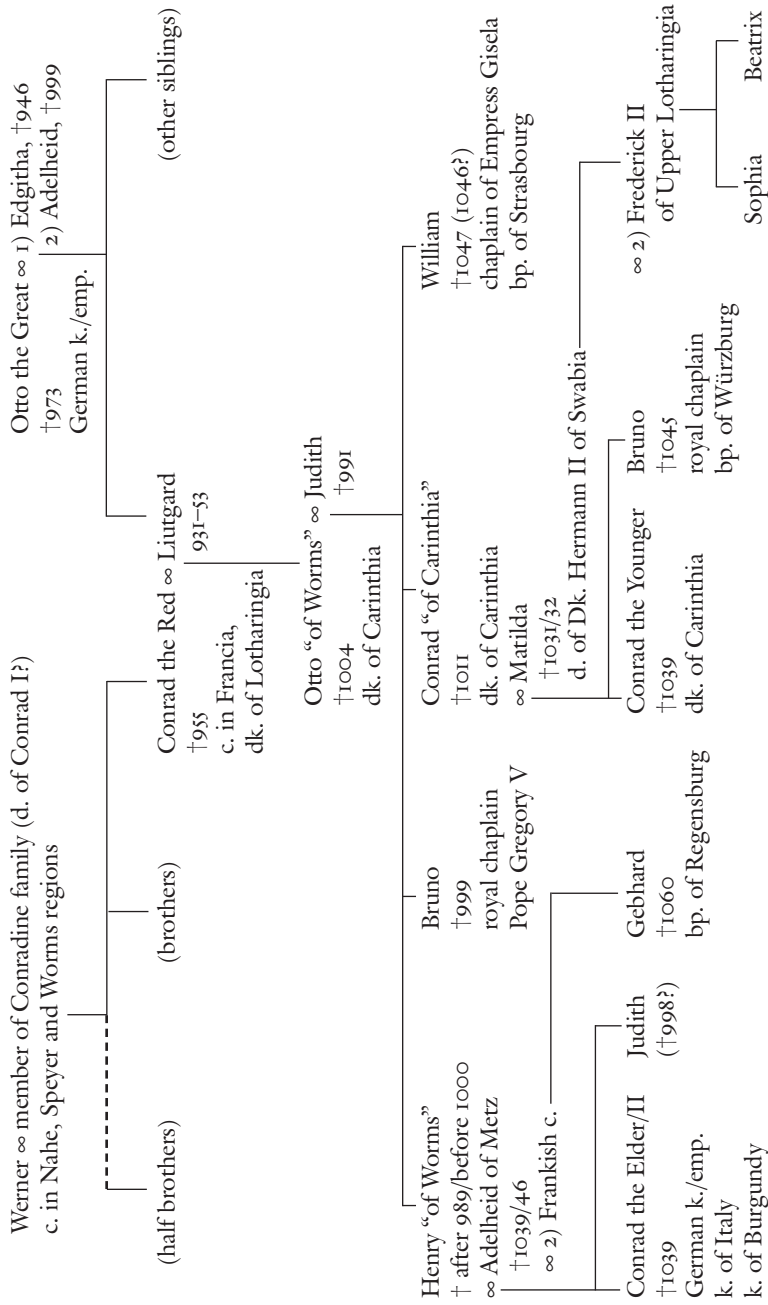 Werner ∞ member of Conradine family (d. of Conrad I?)
c. in Nahe, Speyer and Worms regions
Otto the Great ∞ 1) Edgitha, †946
†973
2) Adelheid, †999
German k./emp.
(half brothers)
(brothers)
Conrad the Red ∞ Liutgard
†955
931–53
c. in Francia,
dk. of Lotharingia
(other siblings)
Otto “of Worms” ∞ Judith
†1004
†991
dk. of Carinthia
Henry “of Worms”
† after 989/before 1000
∞ Adelheid of Metz
†1039/46
∞ 2) Frankish c.
Bruno
†999
royal chaplain
Pope Gregory V
Conrad “of Carinthia”
†1011
dk. of Carinthia
∞ Matilda
†1031/32
d. of Dk. Hermann II of Swabia
William
†1047 (1046?)
chaplain of Empress Gisela
bp. of Strasbourg
∞ 2) Frederick II
of Upper Lotharingia
Conrad the Elder/II
†1039
German k./emp.
k. of Italy
k. of Burgundy
Judith
(†998?)
Gebhard
†1060
bp. of Regensburg
Conrad the Younger
†1039
dk. of Carinthia
Bruno
†1045
royal chaplain
bp. of Würzburg
Sophia
Beatrix